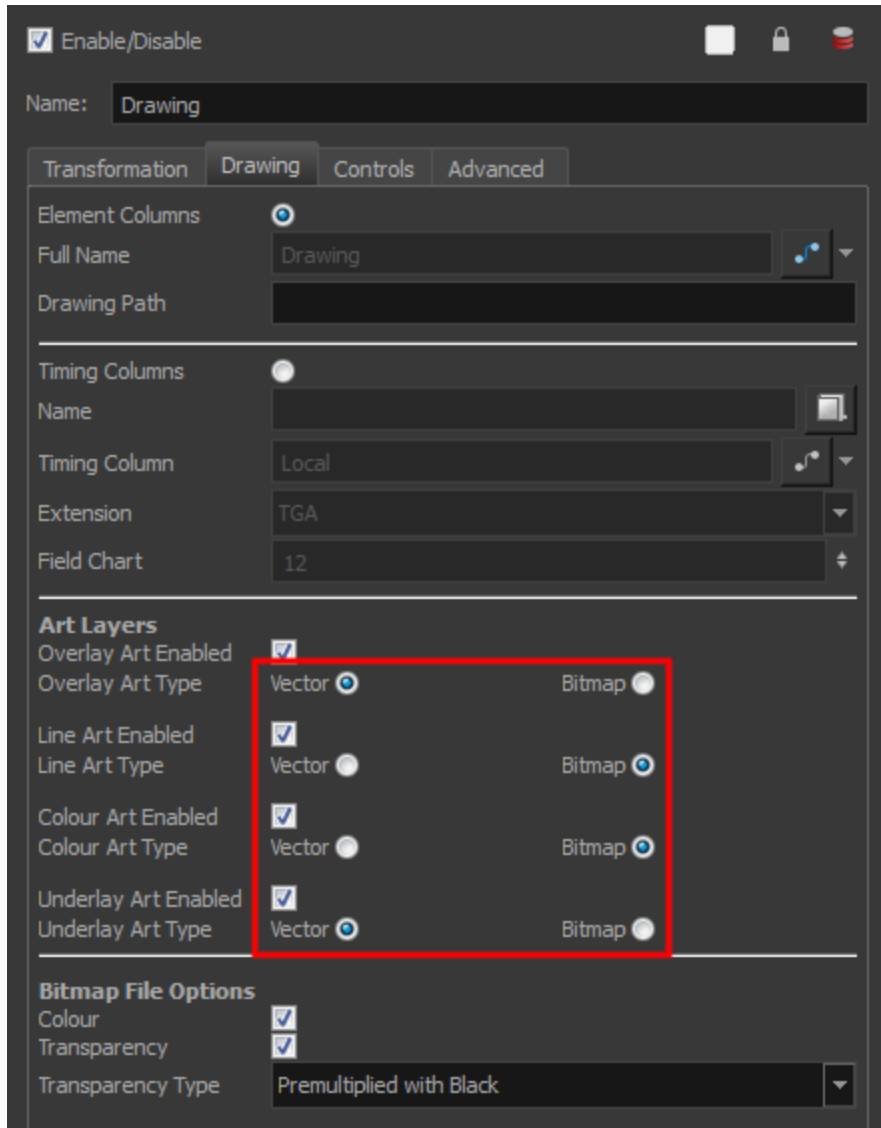 Enable/Disable
Name: Drawing
Transformation Drawing Controls Advanced
Element Columns
Full Name Drawing
Drawing Path
Timing Columns
Name
Timing Column Local
Extension TGA
Field Chart 12
Art Layers
Overlay Art Enabled
Overlay Art Type Vector Bitmap
Line Art Enabled
Line Art Type Vector Bitmap
Colour Art Enabled
Colour Art Type Vector Bitmap
Underlay Art Enabled
Underlay Art Type Vector Bitmap
Bitmap File Options
Colour
Transparency
Transparency Type Premultiplied with Black